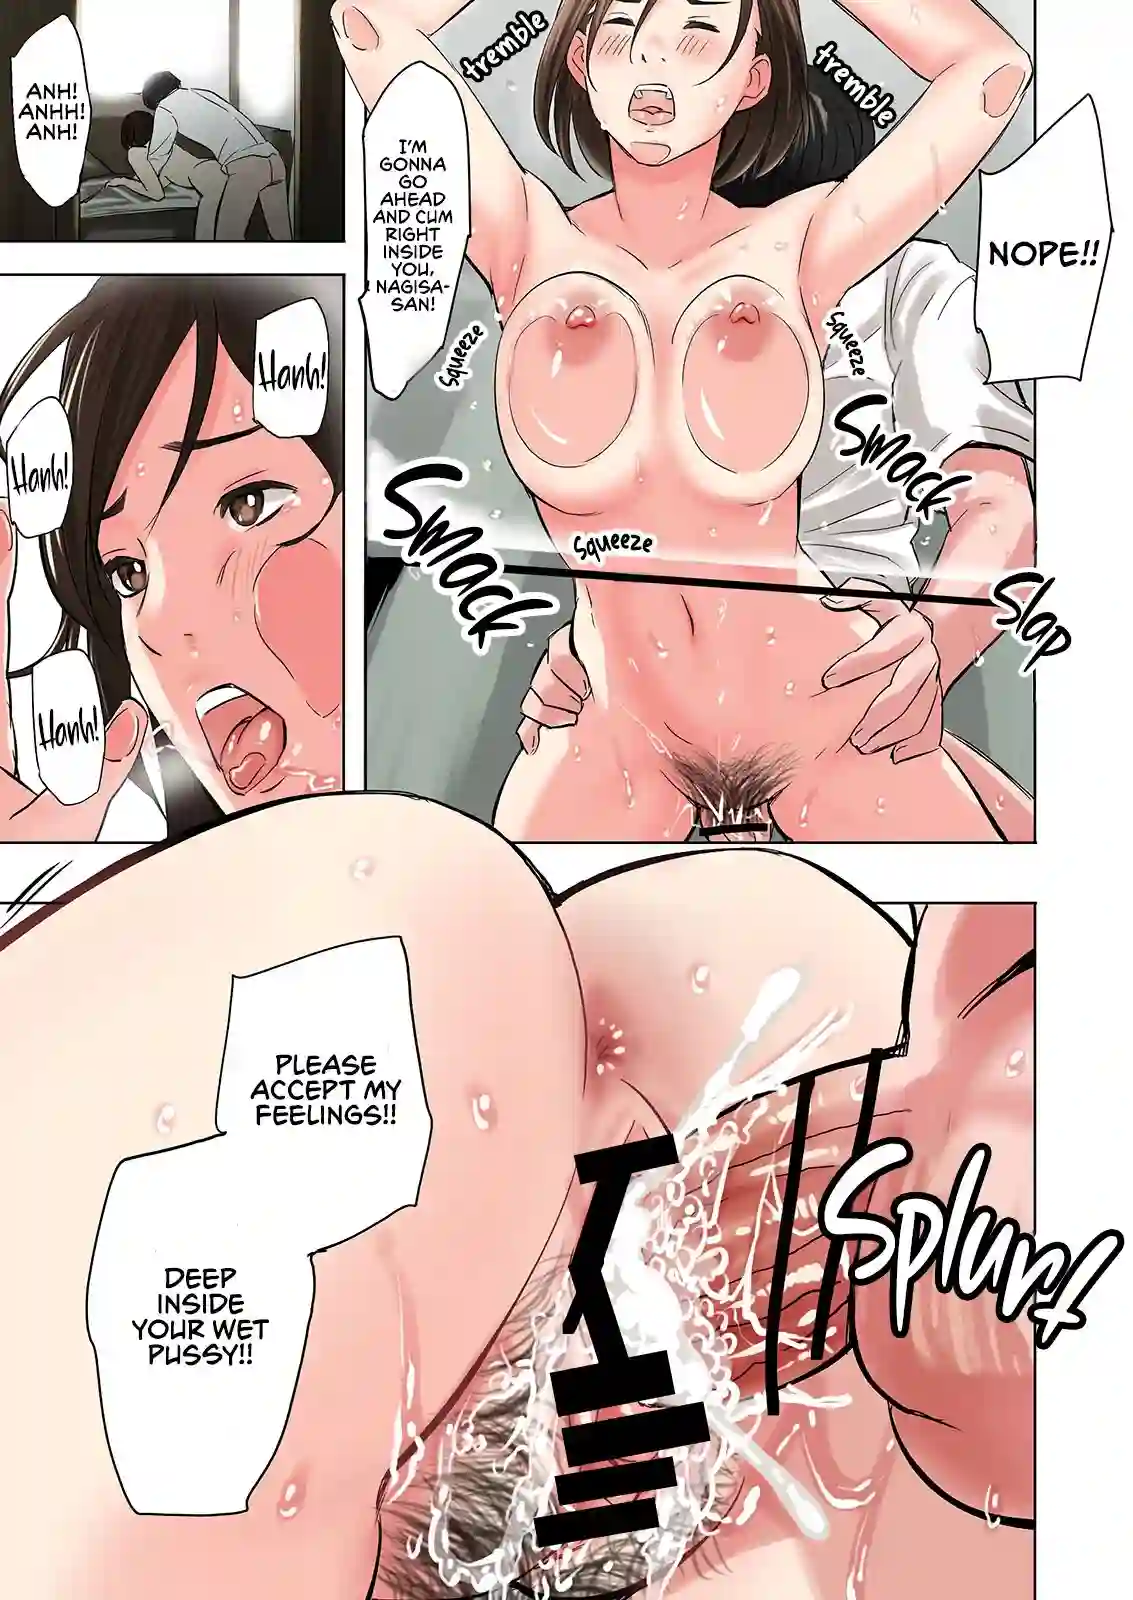 NOPE!!
tremble
tremble
I'M
GONNA
GO
AHEAD
AND CUM
RIGHT
INSIDE
YOU,
NAGISA-
SAN!
Squeeze
Squeeze
Smack
Smack
Squeeze
Slap
ANH!
ANHH!
ANH!
Hanh!
Hanh!
Hanh!
PLEASE
ACCEPT MY
FEELINGS!!
DEEP
INSIDE
YOUR WET
PUSSY!!
Splurt